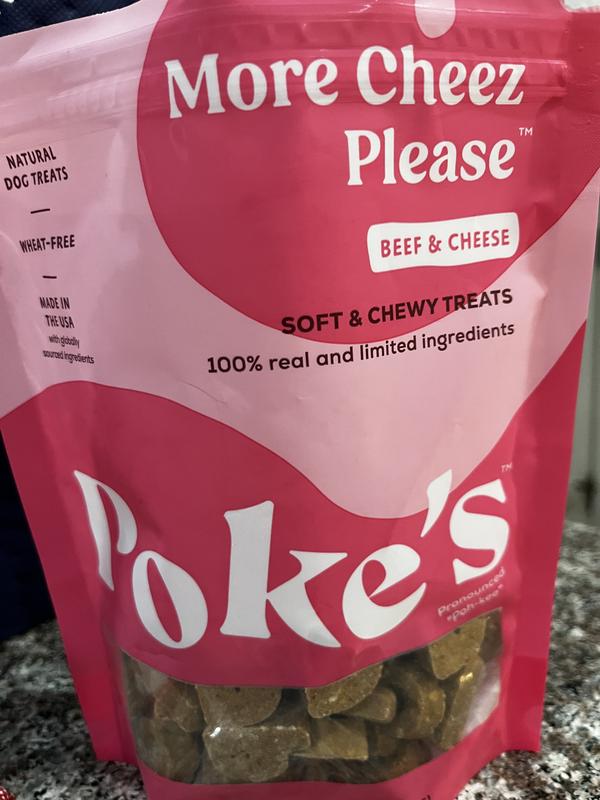 More Cheez
Please™
BEEF & CHEESE
SOFT & CHEWY TREATS
100% real and limited ingredients
NATURAL
DOG TREATS
WHEAT-FREE
MADE IN
THE USA
with globally
sourced ingredients
Poke's™
Pronounced
"Poh-kee"